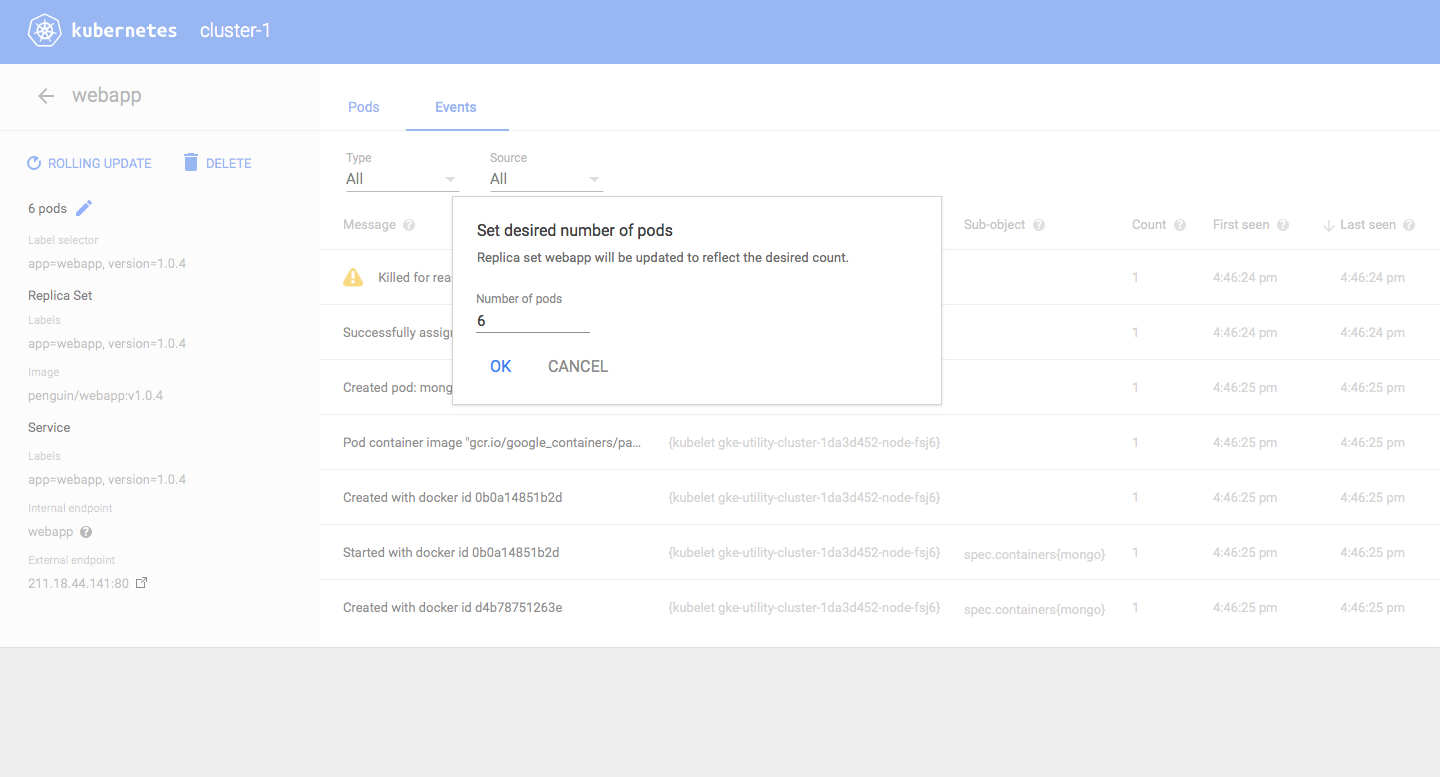 kubernetes cluster-1
webapp
Pods Events
ROLLING UPDATE DELETE
6 pods
Label selector
app=webapp, version=1.0.4
Replica Set
Labels
app=webapp, version=1.0.4
Image
penguin/webapp:v1.0.4
Service
Labels
app=webapp, version=1.0.4
Internal endpoint
webapp
External endpoint
211.18.44.141:80
Type Source
All All
Message Sub-object Count First seen Last seen
Killed for rea 1 4:46:24 pm 4:46:24 pm
Successfully assign 1 4:46:24 pm 4:46:24 pm
Created pod: mong 1 4:46:25 pm 4:46:25 pm
Pod container image "gcr.io/google_containers/pa... {kubelet gke-utility-cluster-1da3d452-node-fsj6} 1 4:46:25 pm 4:46:25 pm
Created with docker id 0b0a14851b2d {kubelet gke-utility-cluster-1da3d452-node-fsj6} 1 4:46:25 pm 4:46:25 pm
Started with docker id 0b0a14851b2d {kubelet gke-utility-cluster-1da3d452-node-fsj6} spec.containers{mongo} 1 4:46:25 pm 4:46:25 pm
Created with docker id d4b78751263e {kubelet gke-utility-cluster-1da3d452-node-fsj6} spec.containers{mongo} 1 4:46:25 pm 4:46:25 pm
Set desired number of pods
Replica set webapp will be updated to reflect the desired count.
Number of pods
6
OK CANCEL